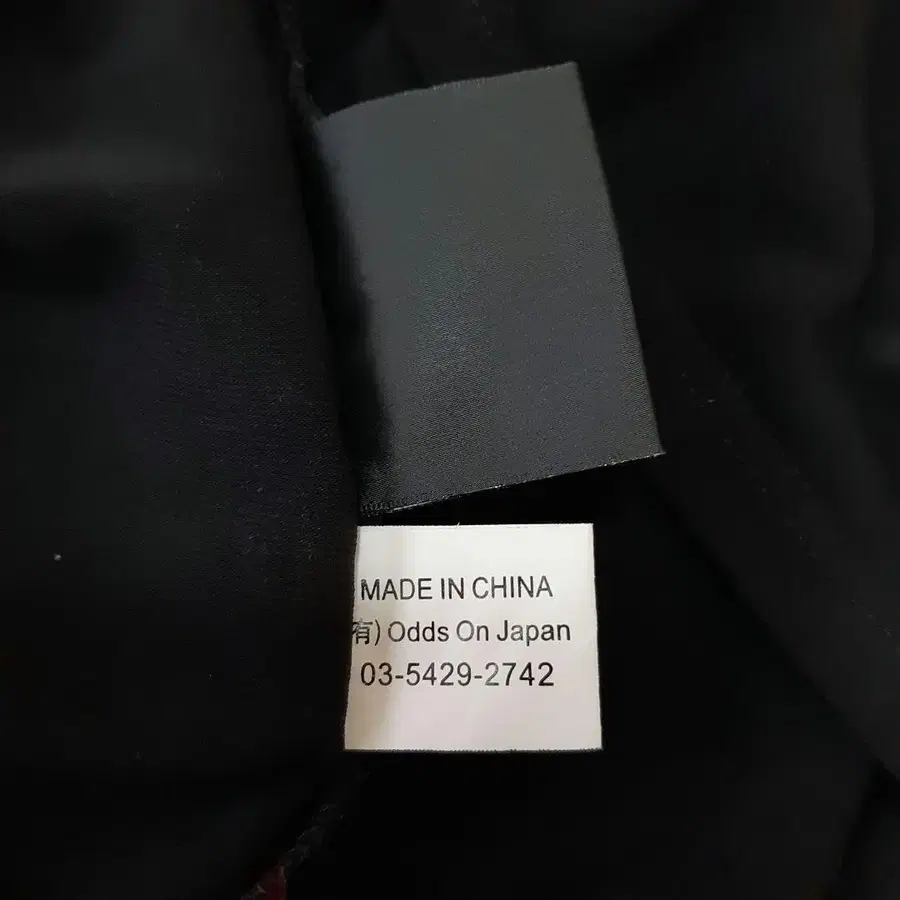 MADE IN CHINA
有) Odds On Japan
03-5429-2742